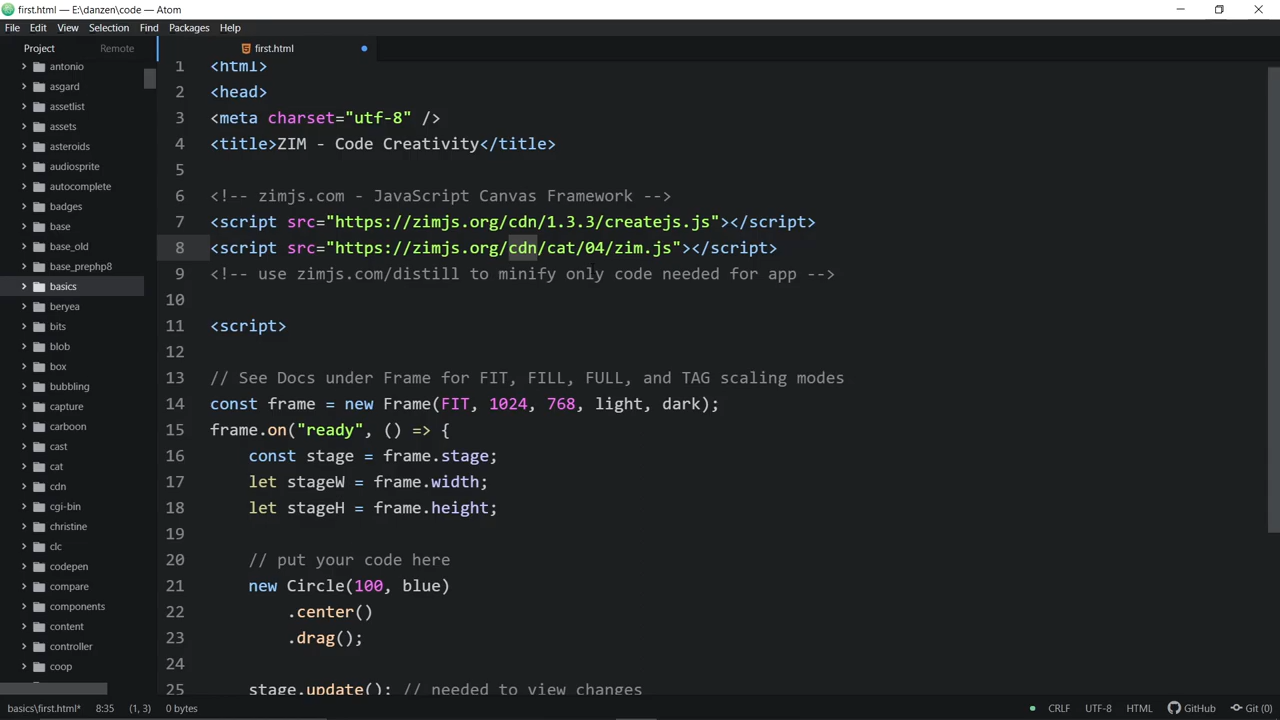 first.html — E:\danzen\code — Atom
File Edit View Selection Find Packages Help
Project Remote
first.html
antonio
asgard
assetlist
assets
asteroids
audiosprite
autocomplete
badges
base
base_old
base_prephp8
basics
beryea
bits
blob
box
bubbling
capture
carboon
cast
cat
cdn
cgi-bin
christine
clc
codepen
compare
components
content
controller
coop
1 <html>
2 <head>
3 <meta charset="utf-8" />
4 <title>ZIM - Code Creativity</title>
5
6 <!-- zimjs.com - JavaScript Canvas Framework -->
7 <script src="https://zimjs.org/cdn/1.3.3/createjs.js"></script>
8 <script src="https://zimjs.org/cdn/cat/04/zim.js"></script>
9 <!-- use zimjs.com/distill to minify only code needed for app -->
10
11 <script>
12
13 // See Docs under Frame for FIT, FILL, FULL, and TAG scaling modes
14 const frame = new Frame(FIT, 1024, 768, light, dark);
15 frame.on("ready", () => {
16 const stage = frame.stage;
17 let stageW = frame.width;
18 let stageH = frame.height;
19
20 // put your code here
21 new Circle(100, blue)
22 .center()
23 .drag();
24
25 stage.update(); // needed to view changes
basics\first.html* 8:35 (1, 3) 0 bytes CRLF UTF-8 HTML GitHub Git (0)